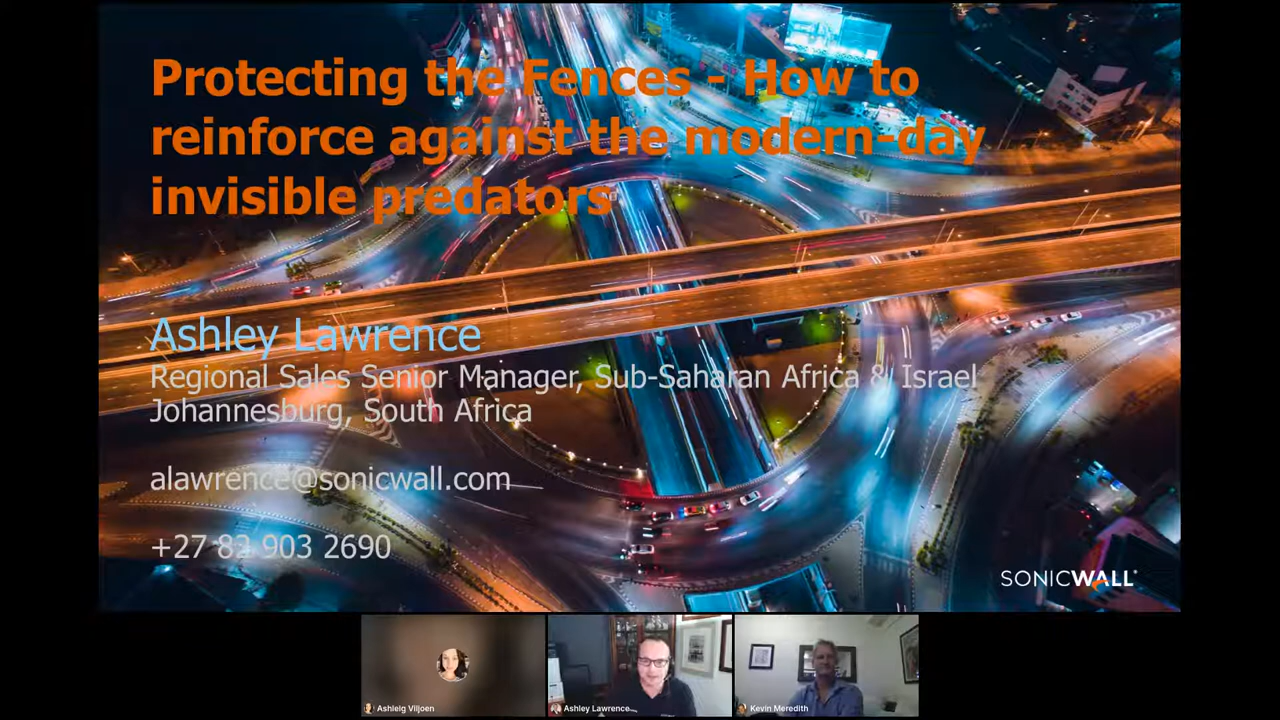 Protecting the Fences - How to
reinforce against the modern-day
invisible predators
Ashley Lawrence
Regional Sales Senior Manager, Sub-Saharan Africa & Israel
Johannesburg, South Africa
alawrence@sonicwall.com
+27 82 903 2690
SONICWALL
Ashleig Viljoen
Ashley Lawrence
Kevin Meredith